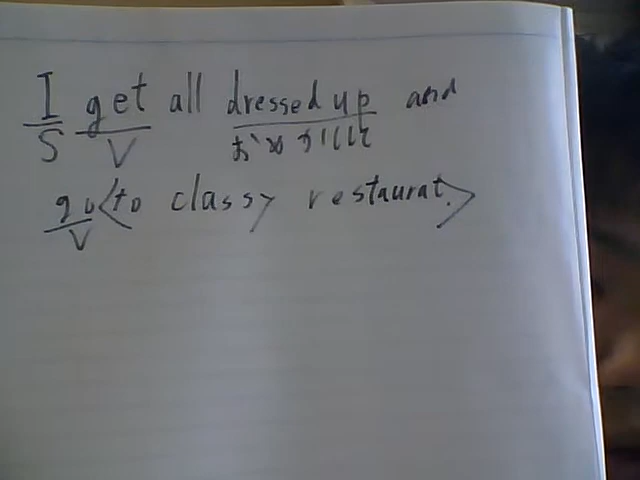 I get all dressed up and
S V おめかしして
go <to classy restaurat.>
V